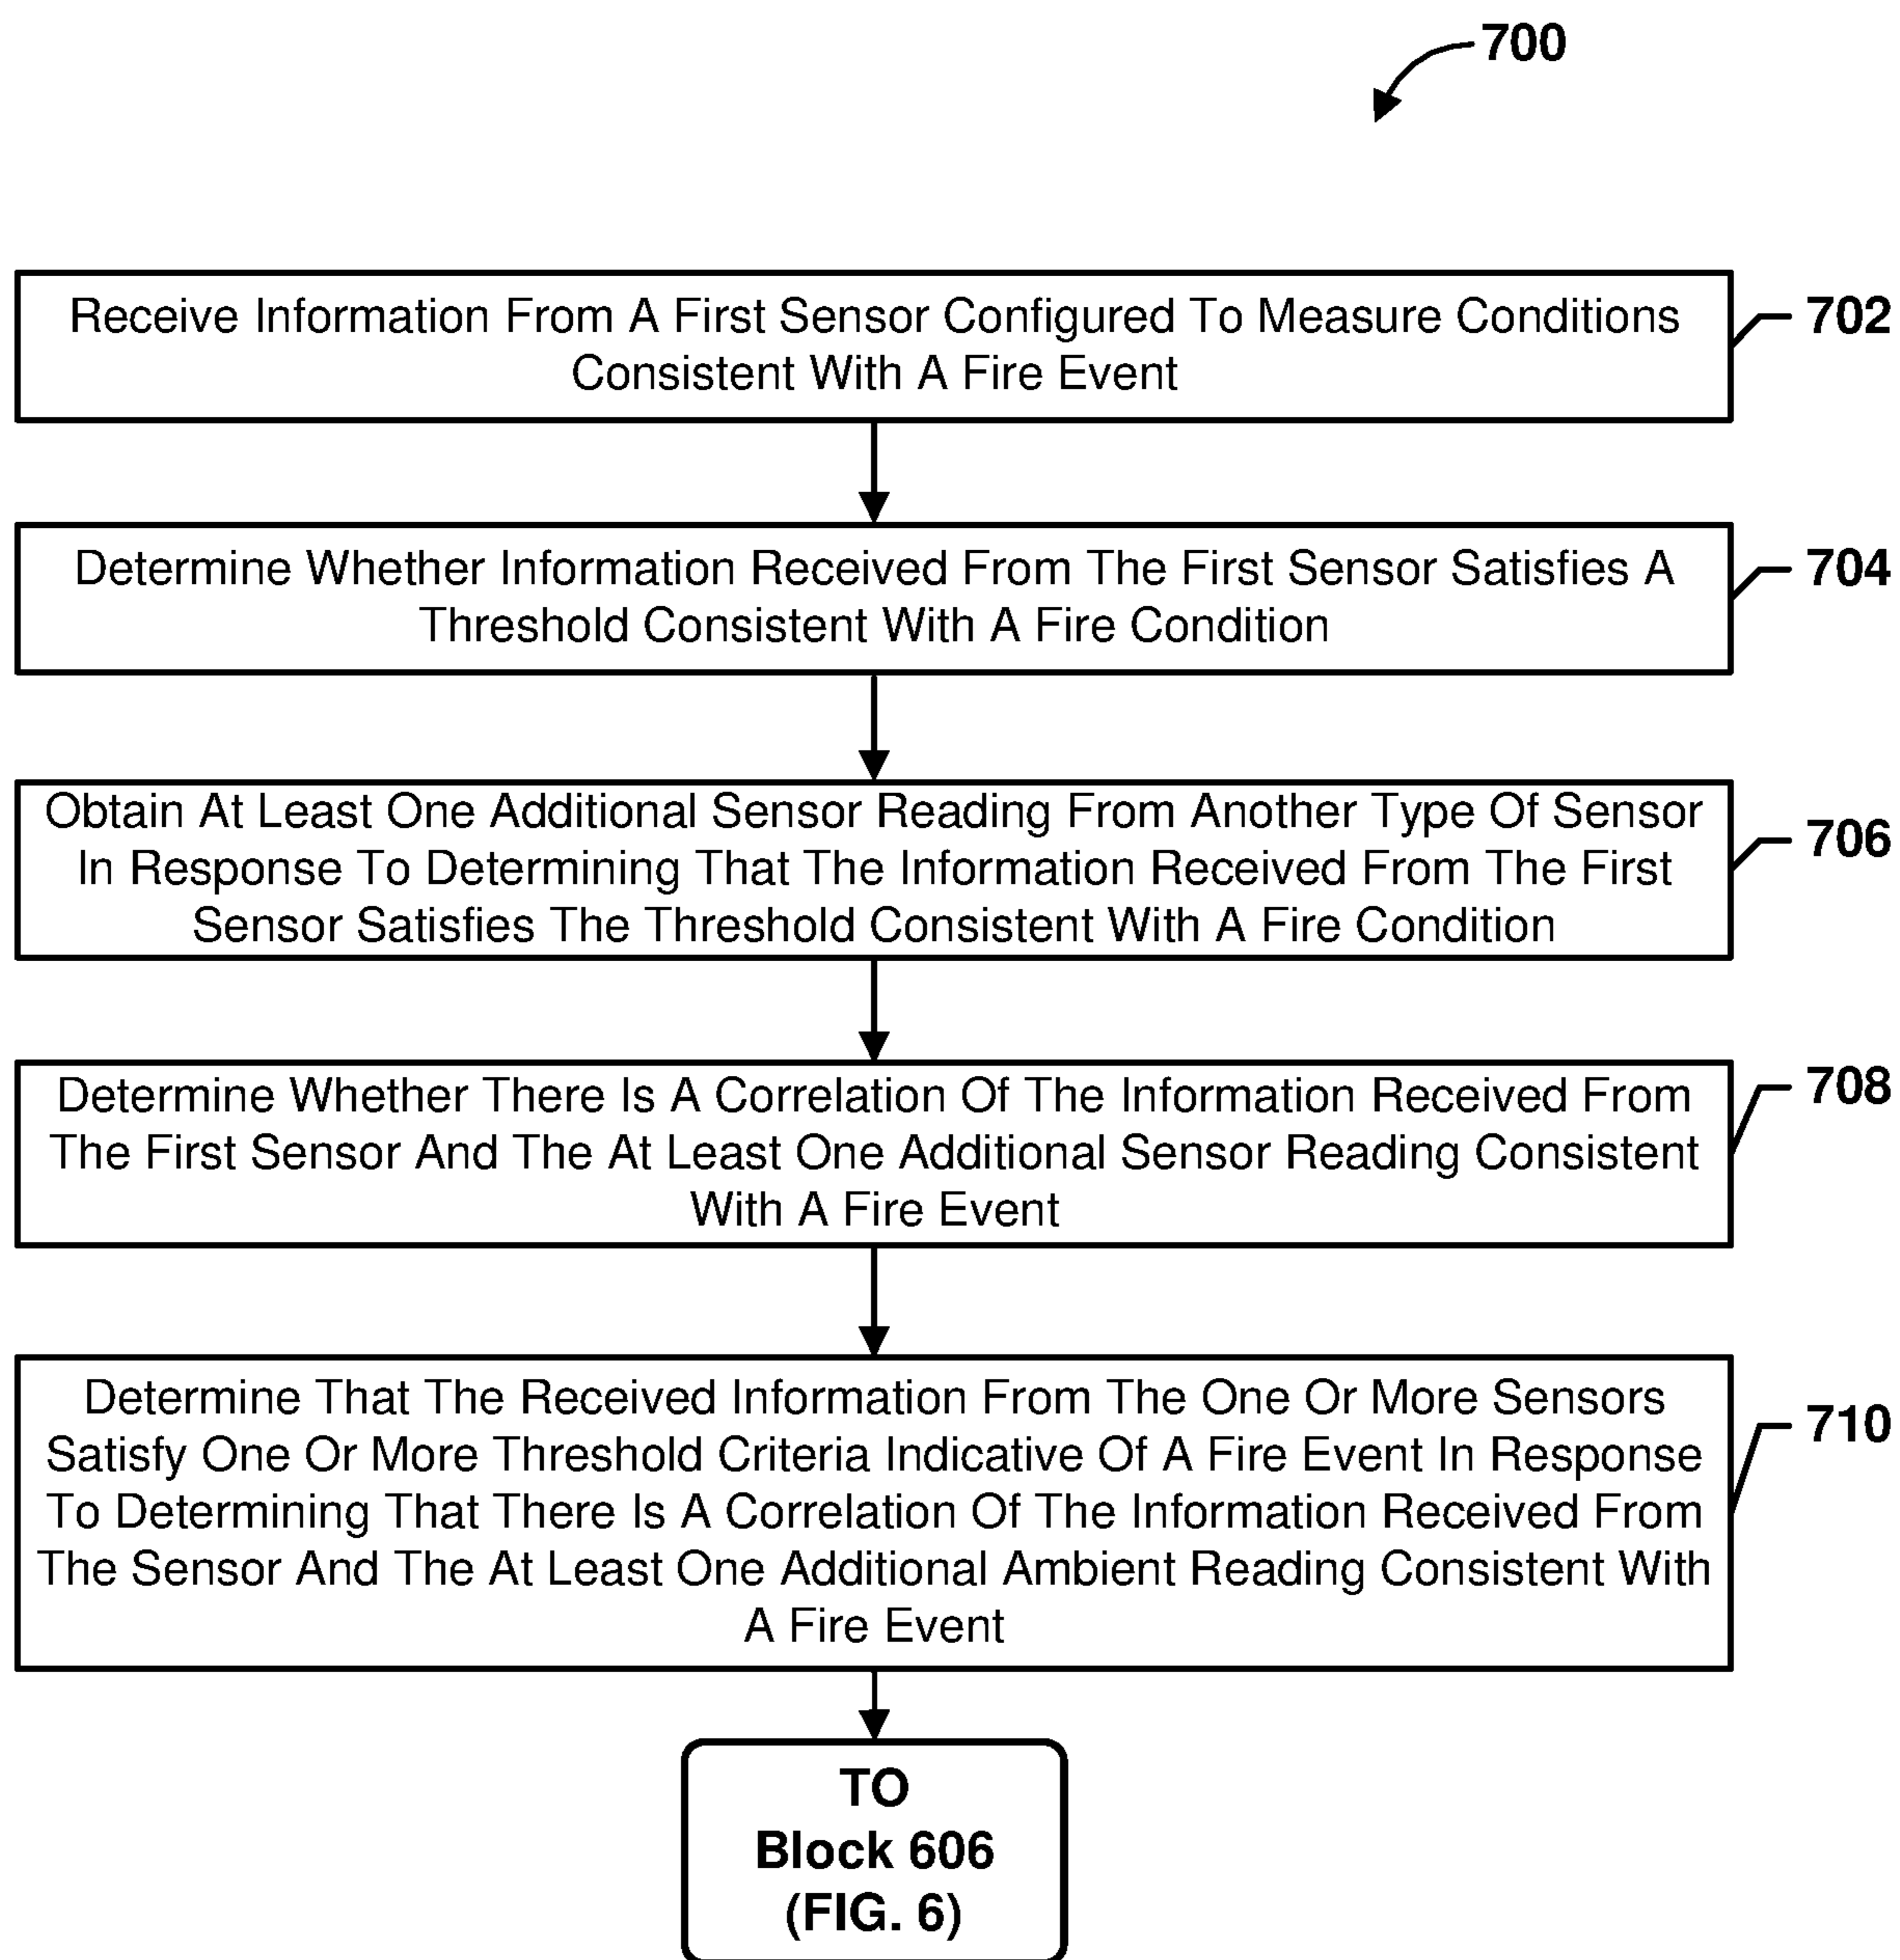 700
Receive Information From A First Sensor Configured To Measure Conditions
Consistent With A Fire Event
702
Determine Whether Information Received From The First Sensor Satisfies A
Threshold Consistent With A Fire Condition
704
Obtain At Least One Additional Sensor Reading From Another Type Of Sensor
In Response To Determining That The Information Received From The First
Sensor Satisfies The Threshold Consistent With A Fire Condition
706
Determine Whether There Is A Correlation Of The Information Received From
The First Sensor And The At Least One Additional Sensor Reading Consistent
With A Fire Event
708
Determine That The Received Information From The One Or More Sensors
Satisfy One Or More Threshold Criteria Indicative Of A Fire Event In Response
To Determining That There Is A Correlation Of The Information Received From
The Sensor And The At Least One Additional Ambient Reading Consistent With
A Fire Event
710
TO
Block 606
(FIG. 6)